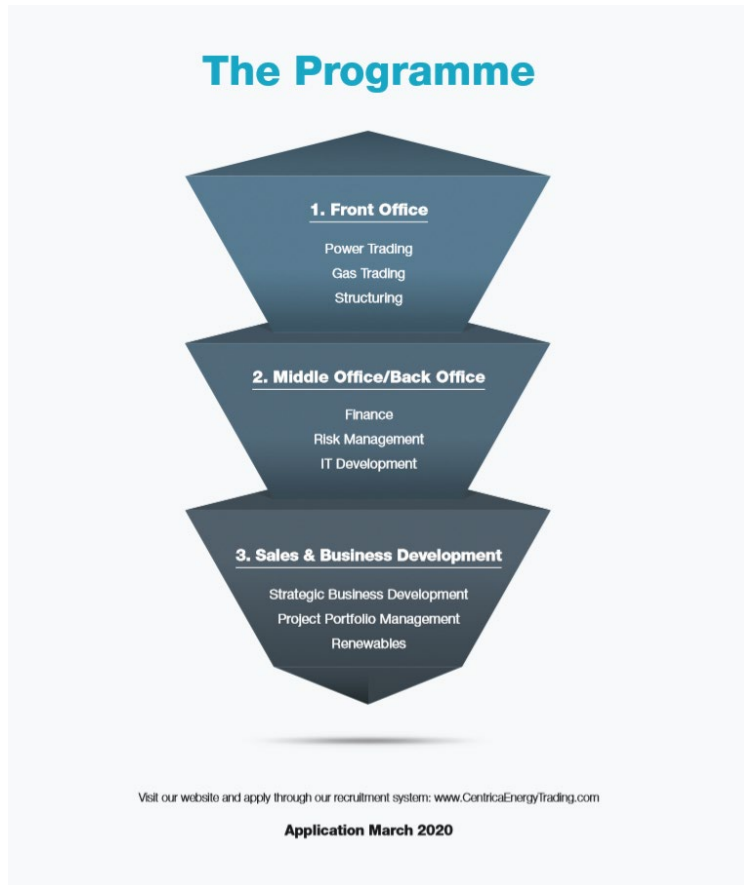 The Programme
1. Front Office
Power Trading
Gas Trading
Structuring
2. Middle Office/Back Office
Finance
Risk Management
IT Development
3. Sales & Business Development
Strategic Business Development
Project Portfolio Management
Renewables
Visit our website and apply through our recruitment system: www.CentricaEnergyTrading.com
Application March 2020